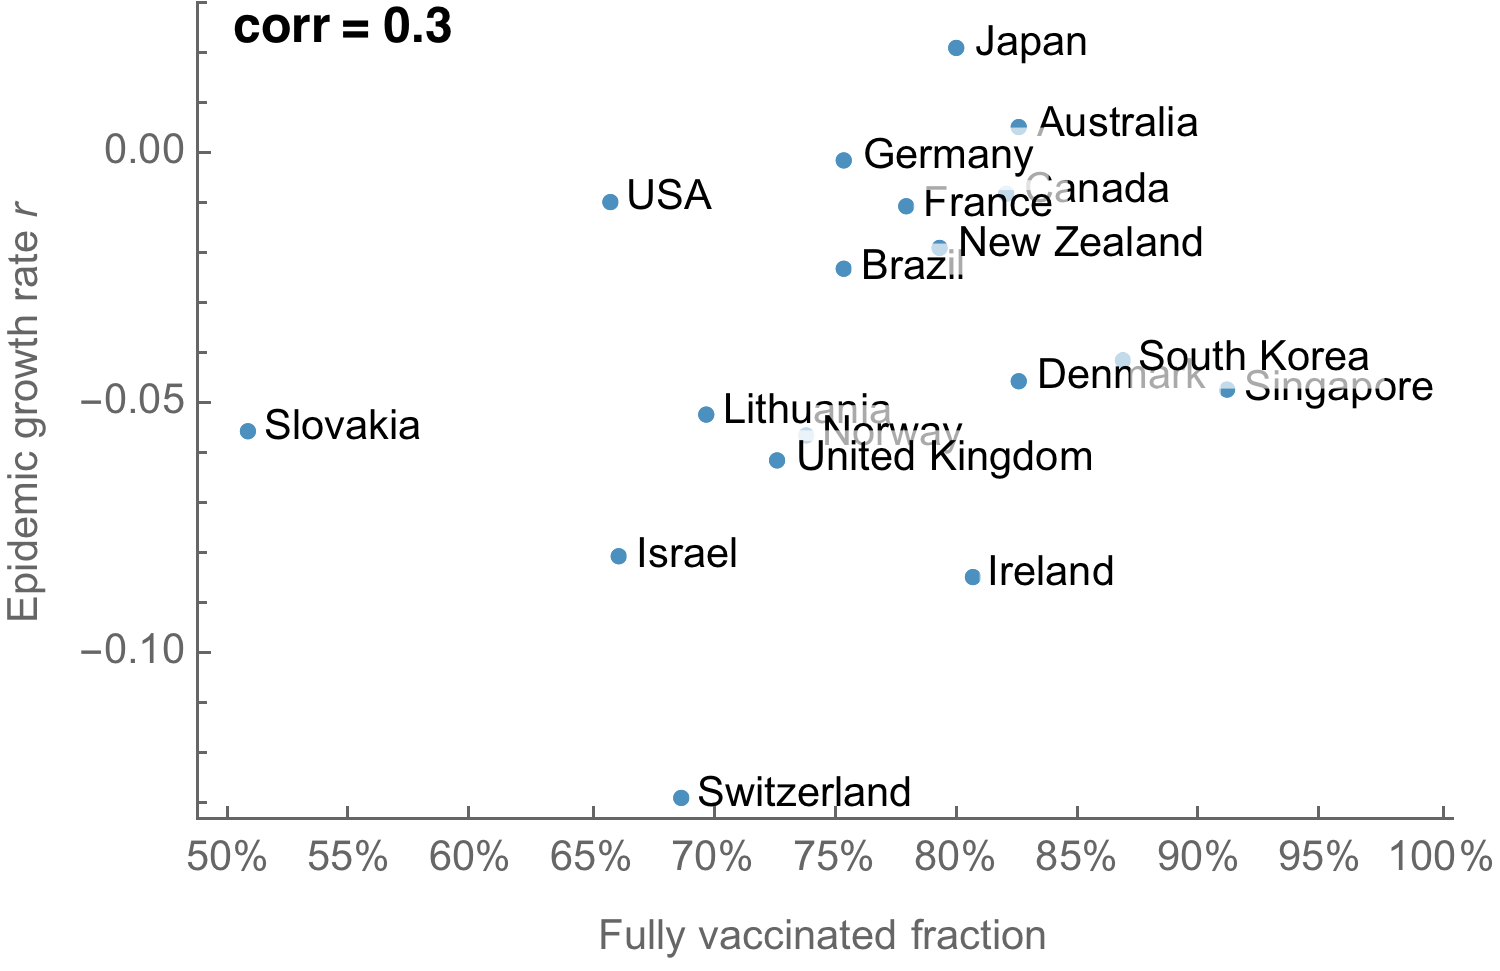 corr = 0.3
Japan
Australia
0.00
Germany
USA
Canada
France
New Zealand
Brazil
South Korea
Denmark
Singapore
−0.05
Lithuania
Slovakia
Norway
United Kingdom
Israel
Ireland
−0.10
Switzerland
Epidemic growth rate r
50% 55% 60% 65% 70% 75% 80% 85% 90% 95% 100%
Fully vaccinated fraction